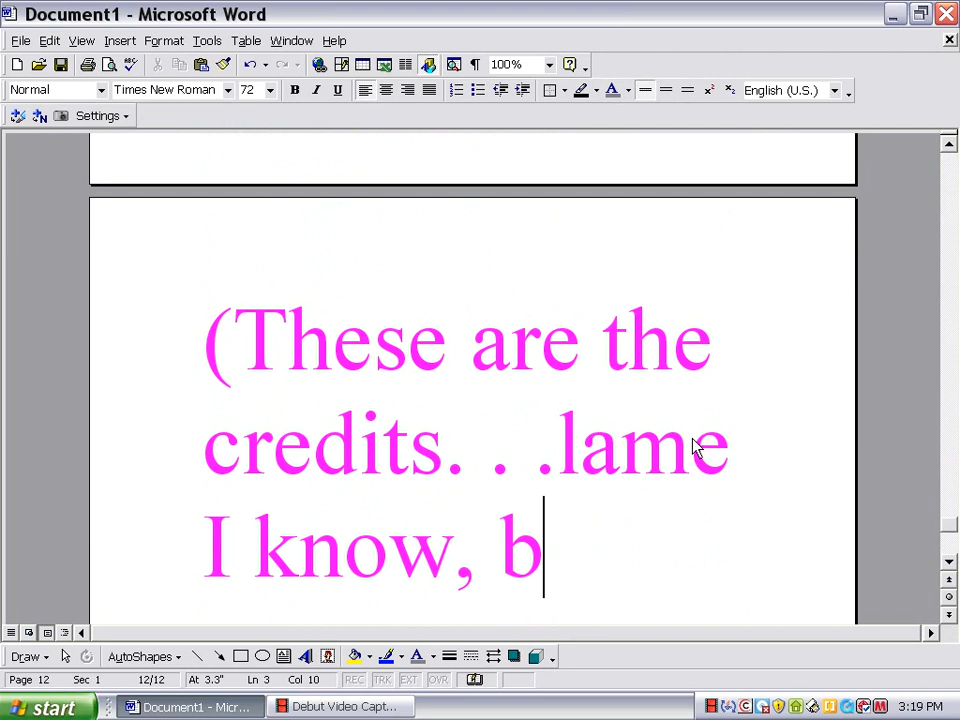 Document1 - Microsoft Word
File Edit View Insert Format Tools Table Window Help
100%
Normal Times New Roman 72 B I U English (U.S.)
Settings
(These are the
credits. . .lame
I know, b
Draw AutoShapes
Page 12 Sec 1 12/12 At 3.3" Ln 3 Col 10 REC TRK EXT OVR
start Document1 - Micr... Debut Video Capt... 3:19 PM